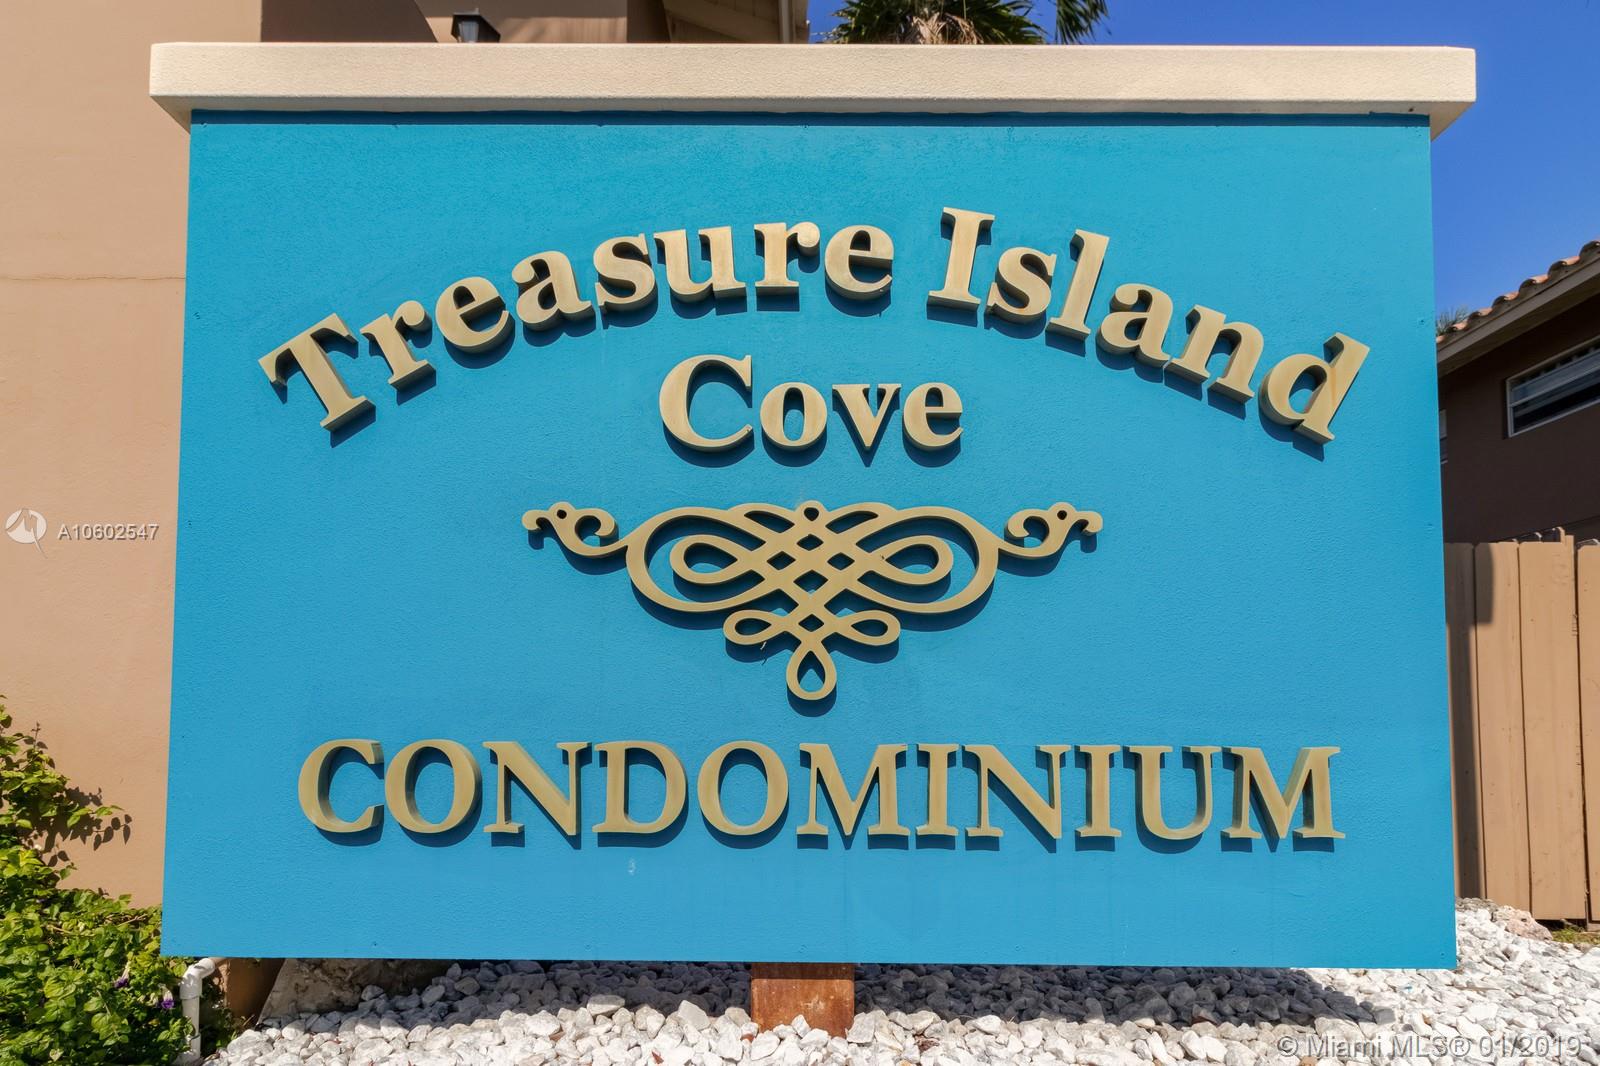 Treasure Island
Cove
A10602547
CONDOMINIUM
© Miami MLS® 01/2019